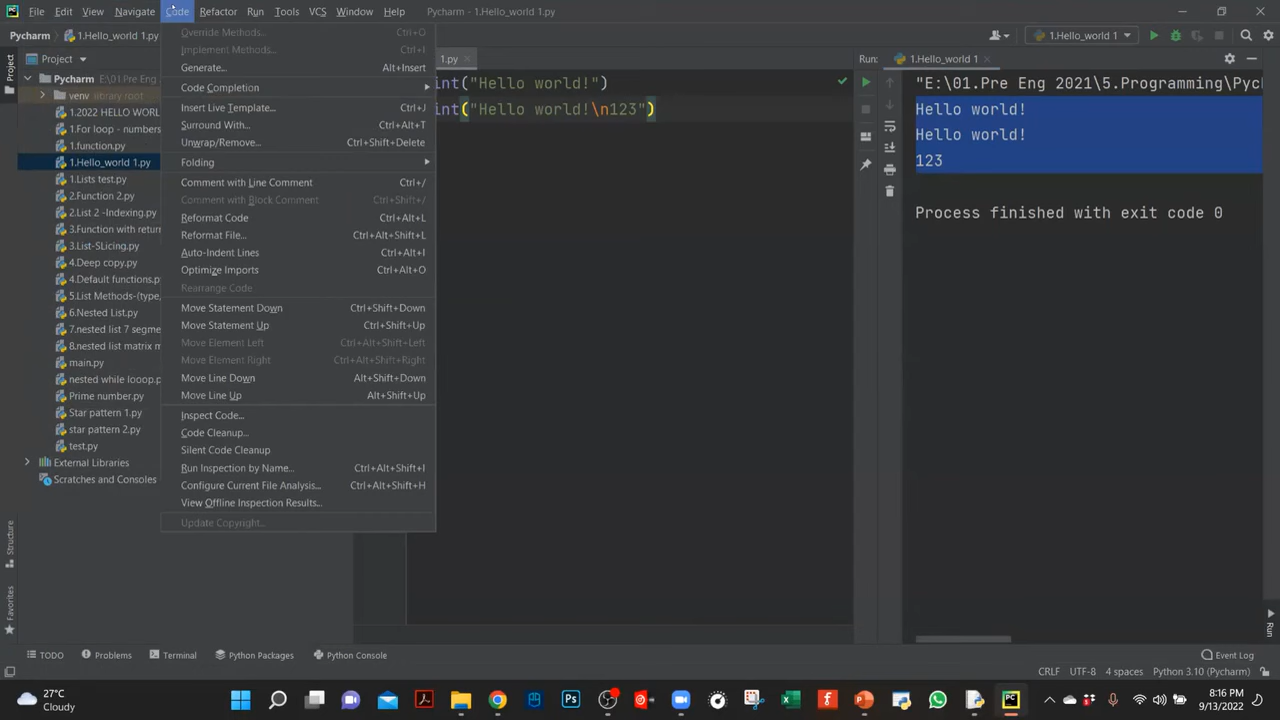 File Edit View Navigate Code Refactor Run Tools VCS Window Help Pycharm - 1.Hello_world 1.py
Pycharm 1.Hello_world 1.py
1.Hello_world 1
Project
Pycharm E:\01 Pre Eng
venv library root
1.2022 HELLO WORL
1.For loop - numbers
1.function.py
1.Hello_world 1.py
1.Lists test.py
2.Function 2.py
2.List 2 -Indexing.py
3.Function with return
3.List-SLicing.py
4.Deep copy.py
4.Default functions.py
5.List Methods-(type,
6.Nested List.py
7.nested list 7 segme
8.nested list matrix m
main.py
nested while looop.p
Prime number.py
Star pattern 1.py
star pattern 2.py
test.py
External Libraries
Scratches and Consoles
Override Methods... Ctrl+O
Implement Methods... Ctrl+I
Generate... Alt+Insert
Code Completion
Insert Live Template... Ctrl+J
Surround With... Ctrl+Alt+T
Unwrap/Remove... Ctrl+Shift+Delete
Folding
Comment with Line Comment Ctrl+/
Comment with Block Comment Ctrl+Shift+/
Reformat Code Ctrl+Alt+L
Reformat File... Ctrl+Alt+Shift+L
Auto-Indent Lines Ctrl+Alt+I
Optimize Imports Ctrl+Alt+O
Rearrange Code
Move Statement Down Ctrl+Shift+Down
Move Statement Up Ctrl+Shift+Up
Move Element Left Ctrl+Alt+Shift+Left
Move Element Right Ctrl+Alt+Shift+Right
Move Line Down Alt+Shift+Down
Move Line Up Alt+Shift+Up
Inspect Code...
Code Cleanup...
Silent Code Cleanup
Run Inspection by Name... Ctrl+Alt+Shift+I
Configure Current File Analysis... Ctrl+Alt+Shift+H
View Offline Inspection Results...
Update Copyright...
1.py
int("Hello world!")
int("Hello world!\n123")
Run: 1.Hello_world 1
"E:\01.Pre Eng 2021\5.Programming\Pyc
Hello world!
Hello world!
123
Process finished with exit code 0
Project
Structure
Favorites
Run
TODO Problems Terminal Python Packages Python Console Event Log
CRLF UTF-8 4 spaces Python 3.10 (Pycharm)
27°C
Cloudy
8:16 PM
9/13/2022